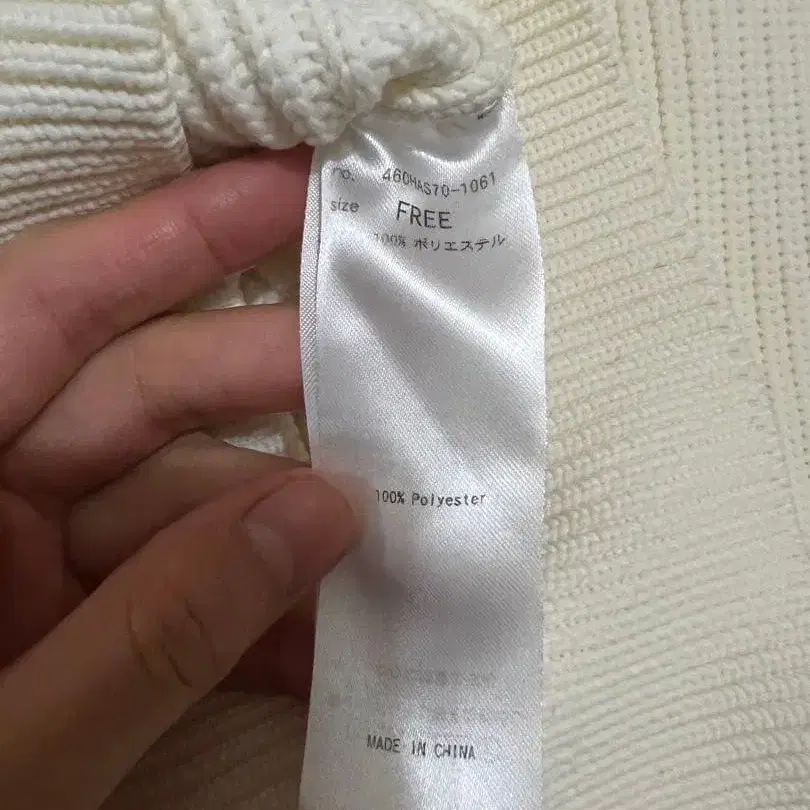 no. 460HAS70-1061
size FREE
100% ポリエステル
100% Polyester
MADE IN CHINA